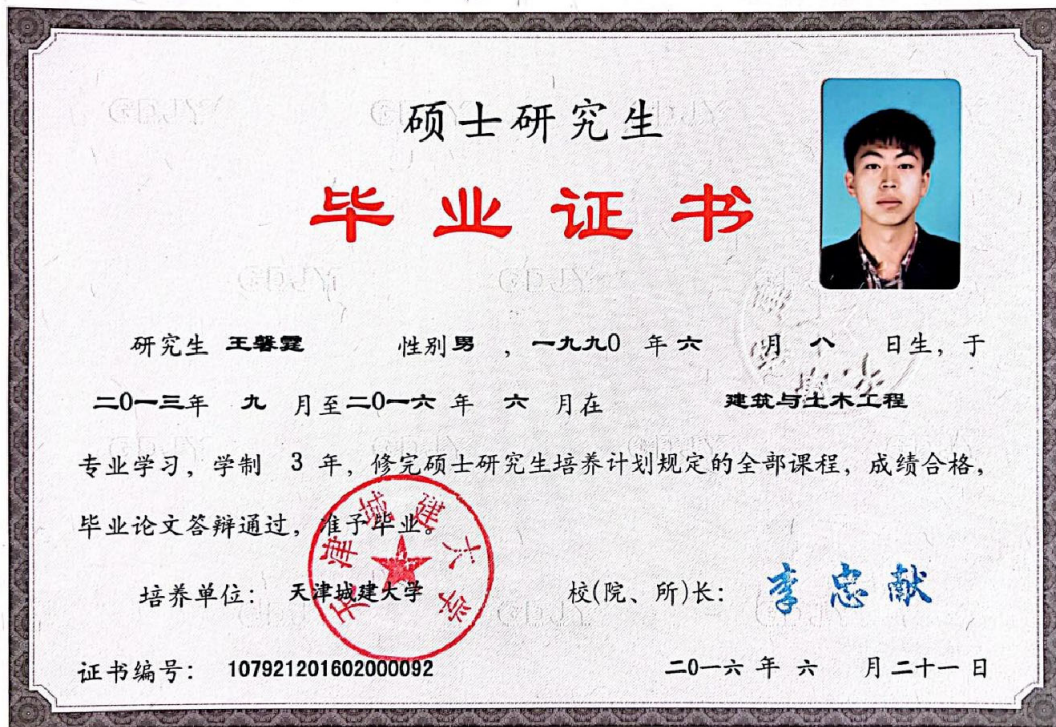 硕士研究生
毕业证书
研究生 王馨霆 性别 男 ，一九九0 年 六 月 八 日生，于
二0一三年 九 月至二0一六 年 六 月在 建筑与土木工程
专业学习，学制 3 年，修完硕士研究生培养计划规定的全部课程，成绩合格，
毕业论文答辩通过，准予毕业。
天津城建大学
培养单位： 天津城建大学 校(院、所)长： 李忠献
证书编号： 107921201602000092 二0一六 年 六 月 二十一 日